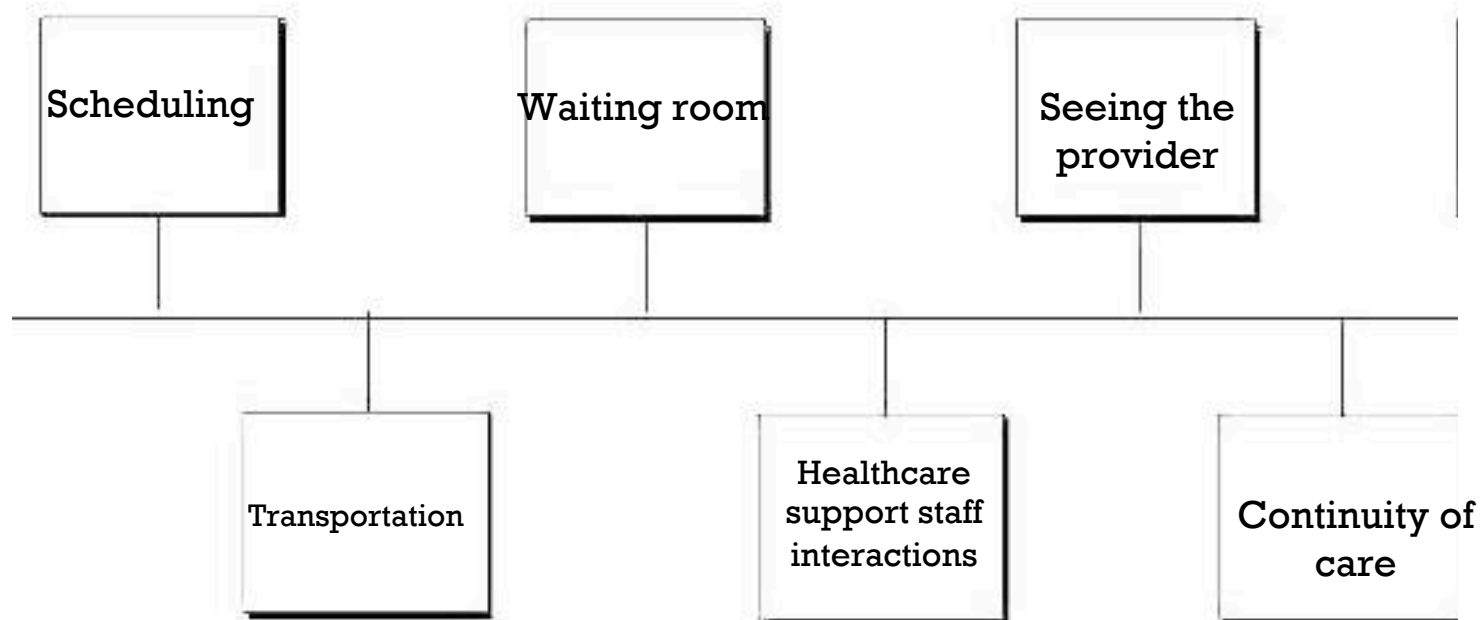 Scheduling
Waiting room
Seeing the
provider
Transportation
Healthcare
support staff
interactions
Continuity of
care